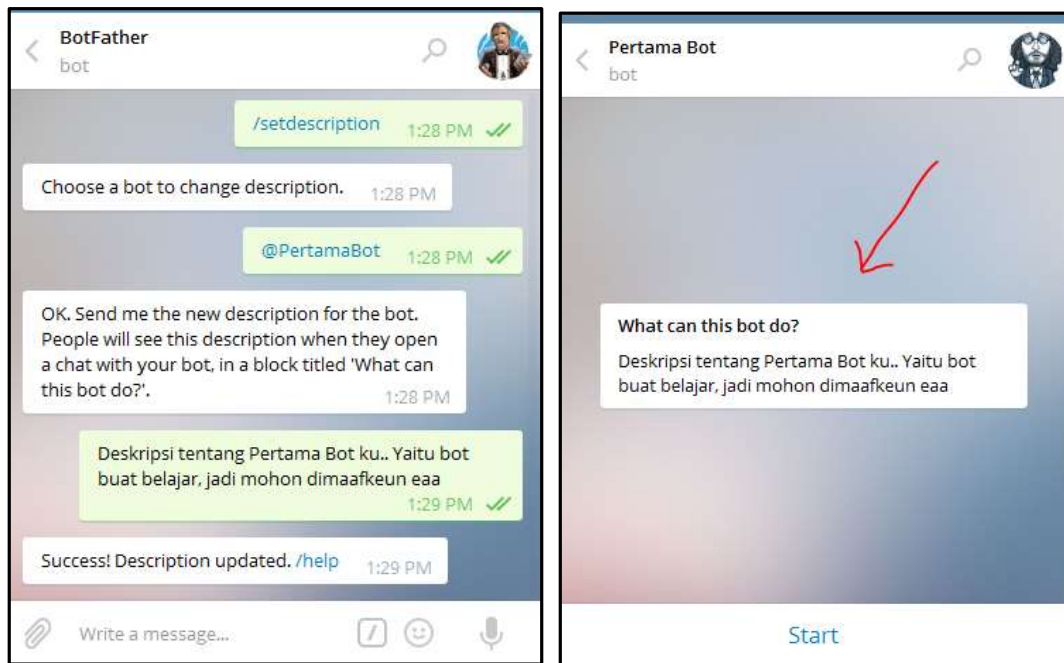 BotFather
bot
/setdescription 1:28 PM
Choose a bot to change description. 1:28 PM
@PertamaBot 1:28 PM
OK. Send me the new description for the bot.
People will see this description when they open
a chat with your bot, in a block titled 'What can
this bot do?'. 1:28 PM
Deskripsi tentang Pertama Bot ku.. Yaitu bot
buat belajar, jadi mohon dimaafkeun eaa
1:29 PM
Success! Description updated. /help 1:29 PM
Write a message...
Pertama Bot
bot
What can this bot do?
Deskripsi tentang Pertama Bot ku.. Yaitu bot
buat belajar, jadi mohon dimaafkeun eaa
Start